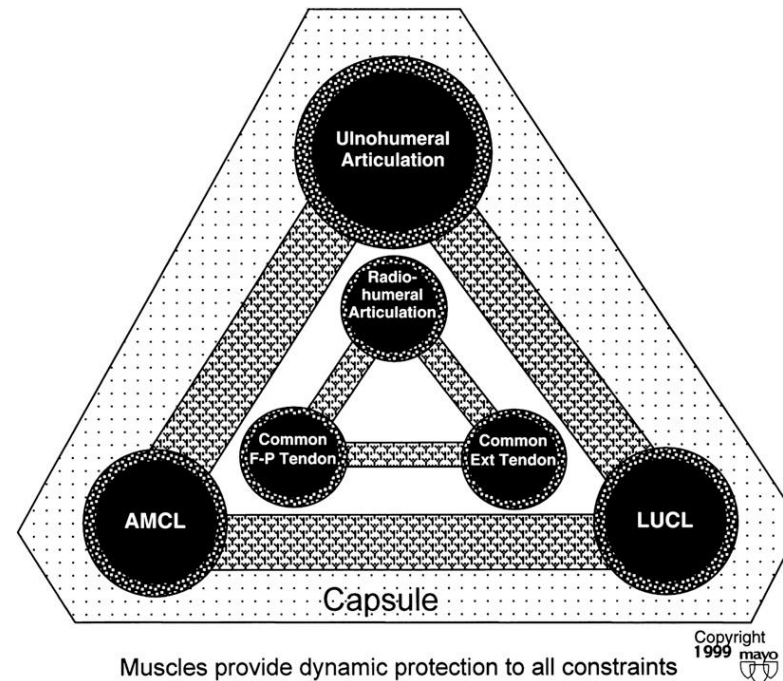 Ulnohumeral
Articulation
Radio-
humeral
Articulation
Common
F-P Tendon
Common
Ext Tendon
AMCL
LUCL
Capsule
Muscles provide dynamic protection to all constraints
Copyright
1999 mayo